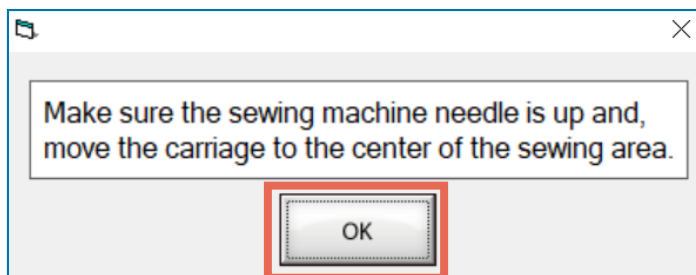 Make sure the sewing machine needle is up and,
move the carriage to the center of the sewing area.
OK